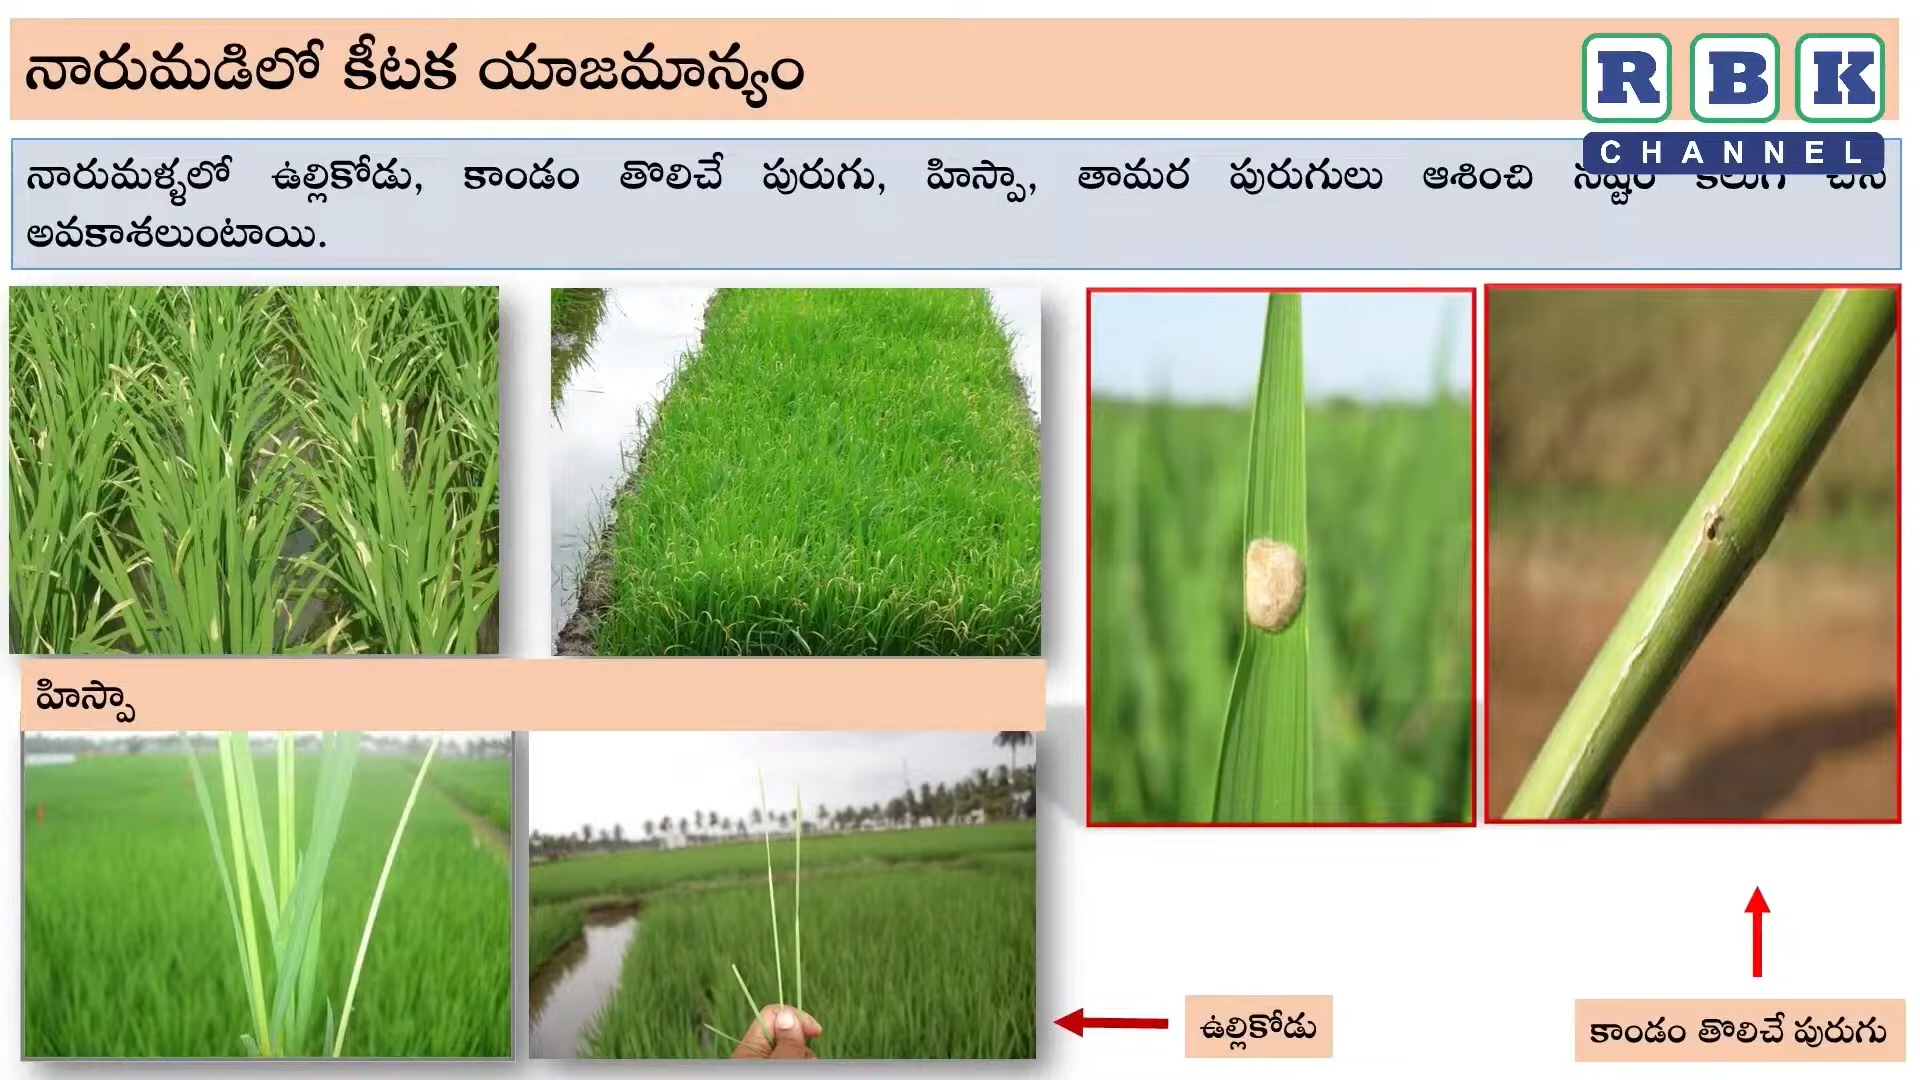 నారుమడిలో కీటక యాజమాన్యం
R B K
CHANNEL
నారుమళ్ళలో ఉల్లికోడు, కాండం తొలిచే పురుగు, హిస్పా, తామర పురుగులు ఆశించి
అవకాశలుంటాయి.
హిస్పా
ఉల్లికోడు
కాండం తొలిచే పురుగు